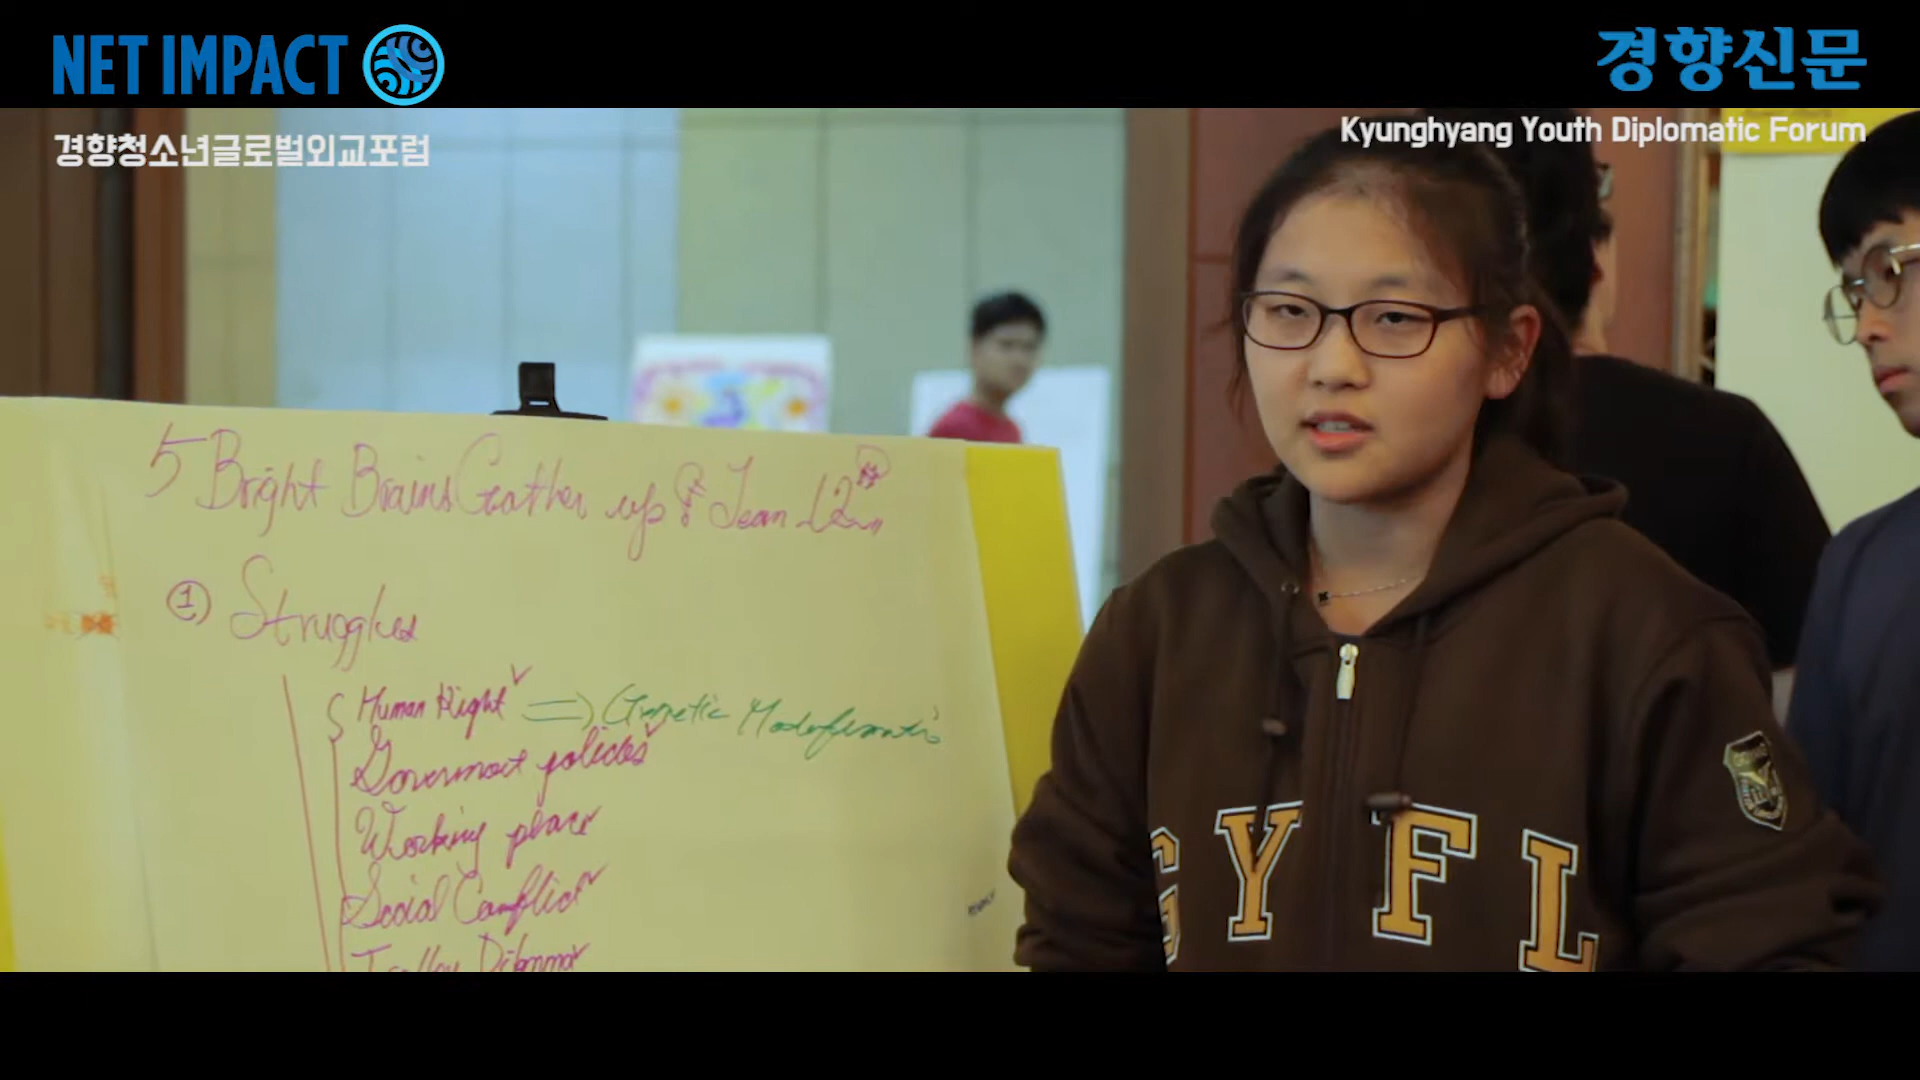 NET IMPACT
경향신문
경향청소년글로벌외교포럼
Kyunghyang Youth Diplomatic Forum
5 Bright Brains Gather up Team 12
① Struggles
Human Right ⇒ Genetic
Government policies
Working place
Social Conflict
Trolley Dilemma
GYFL